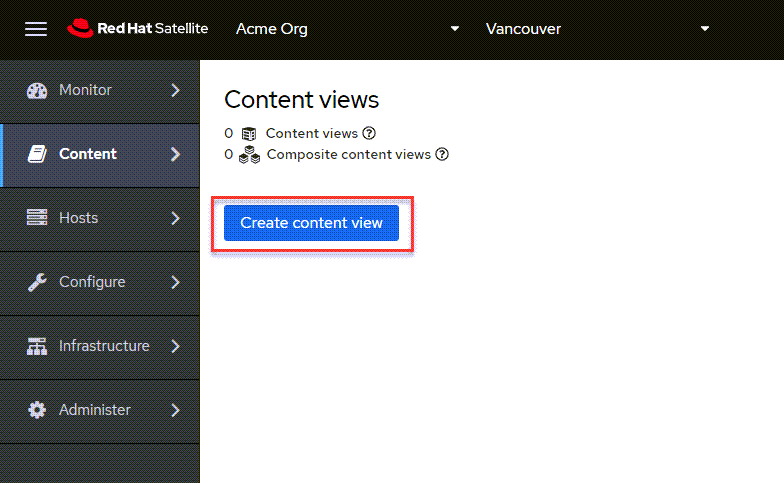 Red Hat Satellite Acme Org Vancouver
Monitor
Content
Hosts
Configure
Infrastructure
Administer
Content views
0 Content views
0 Composite content views
Create content view